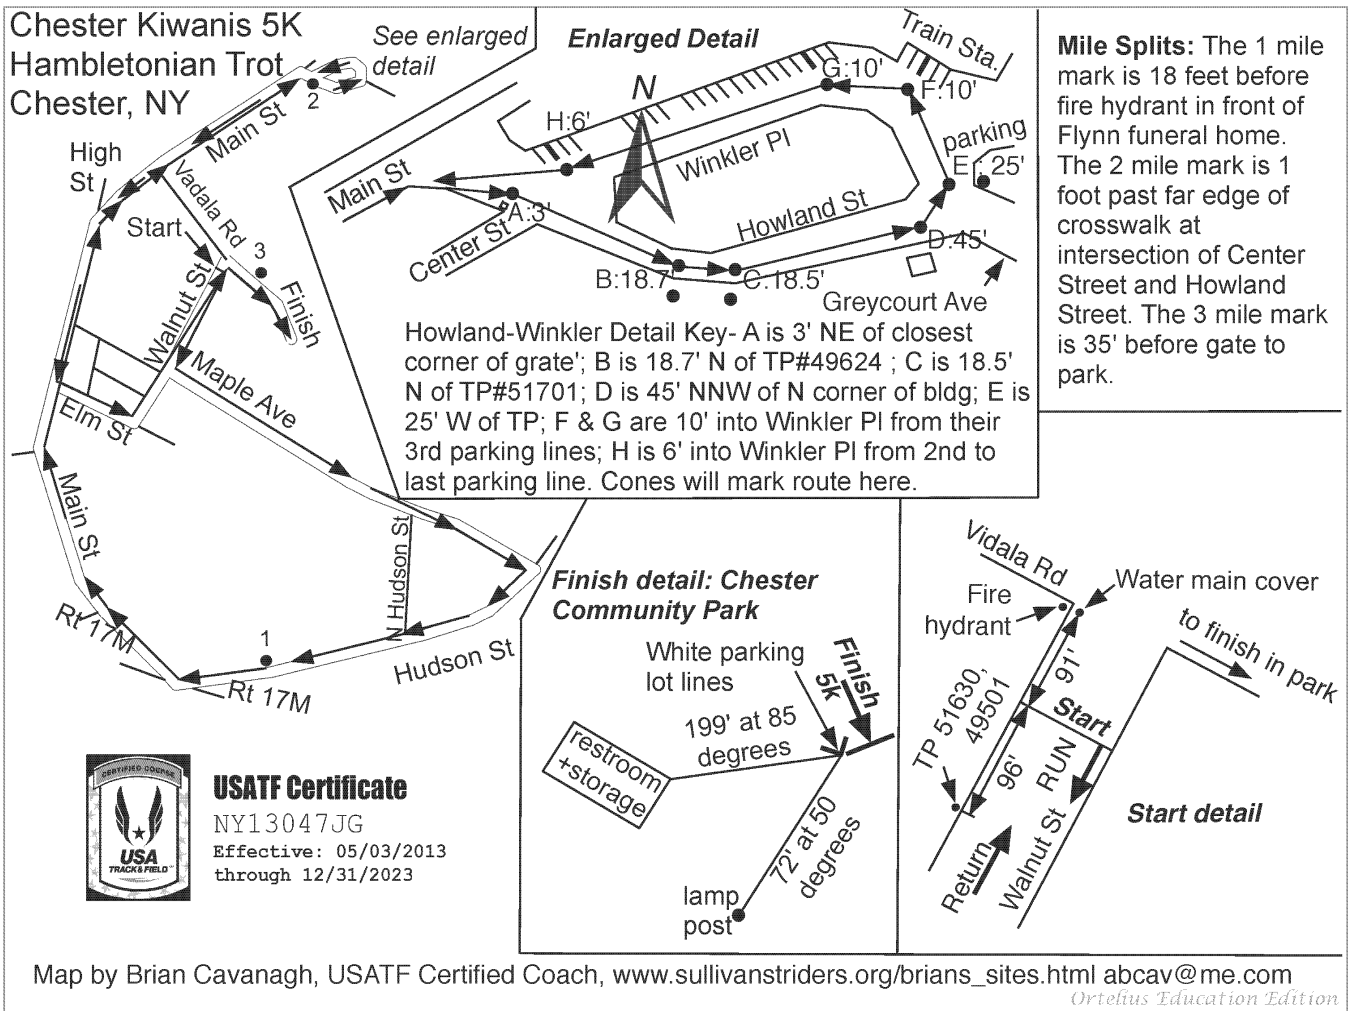 Chester Kiwanis 5K
Hambletonian Trot
Chester, NY
See enlarged
detail
2
Main St
High
St
Vadala Rd
Start
3
Walnut St
Finish
Maple Ave
Elm St
Main St
N Hudson St
Rt 17M
1
Hudson St
Rt 17M
Enlarged Detail
Train Sta.
N
G:10'
F:10'
H:6'
parking
Winkler Pl
E : 25'
Main St
A:3'
Howland St
Center St
D:45'
B:18.7'
C:18.5'
Greycourt Ave
Howland-Winkler Detail Key- A is 3' NE of closest
corner of grate'; B is 18.7' N of TP#49624 ; C is 18.5'
N of TP#51701; D is 45' NNW of N corner of bldg; E is
25' W of TP; F & G are 10' into Winkler Pl from their
3rd parking lines; H is 6' into Winkler Pl from 2nd to
last parking line. Cones will mark route here.
Mile Splits: The 1 mile
mark is 18 feet before
fire hydrant in front of
Flynn funeral home.
The 2 mile mark is 1
foot past far edge of
crosswalk at
intersection of Center
Street and Howland
Street. The 3 mile mark
is 35' before gate to
park.
Finish detail: Chester
Community Park
White parking
lot lines
Finish
5k
199' at 85
degrees
restroom
+storage
72' at 50
degrees
lamp
post
Vidala Rd
Water main cover
Fire
hydrant
to finish in park
91'
TP 51630,
49501
Start
96'
RUN
Start detail
Return
Walnut St
CERTIFIED COURSE
USA
TRACK & FIELD
USATF Certificate
NY13047JG
Effective: 05/03/2013
through 12/31/2023
Map by Brian Cavanagh, USATF Certified Coach, www.sullivanstriders.org/brians_sites.html abcav@me.com
Ortelius Education Edition